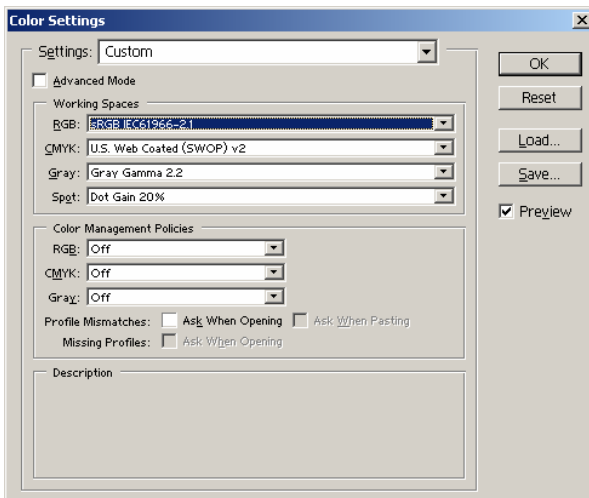 Color Settings
Settings: Custom
OK
Advanced Mode
Reset
Working Spaces
RGB: sRGB IEC61966-2.1
Load...
CMYK: U.S. Web Coated (SWOP) v2
Gray: Gray Gamma 2.2
Save...
Spot: Dot Gain 20%
Preview
Color Management Policies
RGB: Off
CMYK: Off
Gray: Off
Profile Mismatches: Ask When Opening Ask When Pasting
Missing Profiles: Ask When Opening
Description